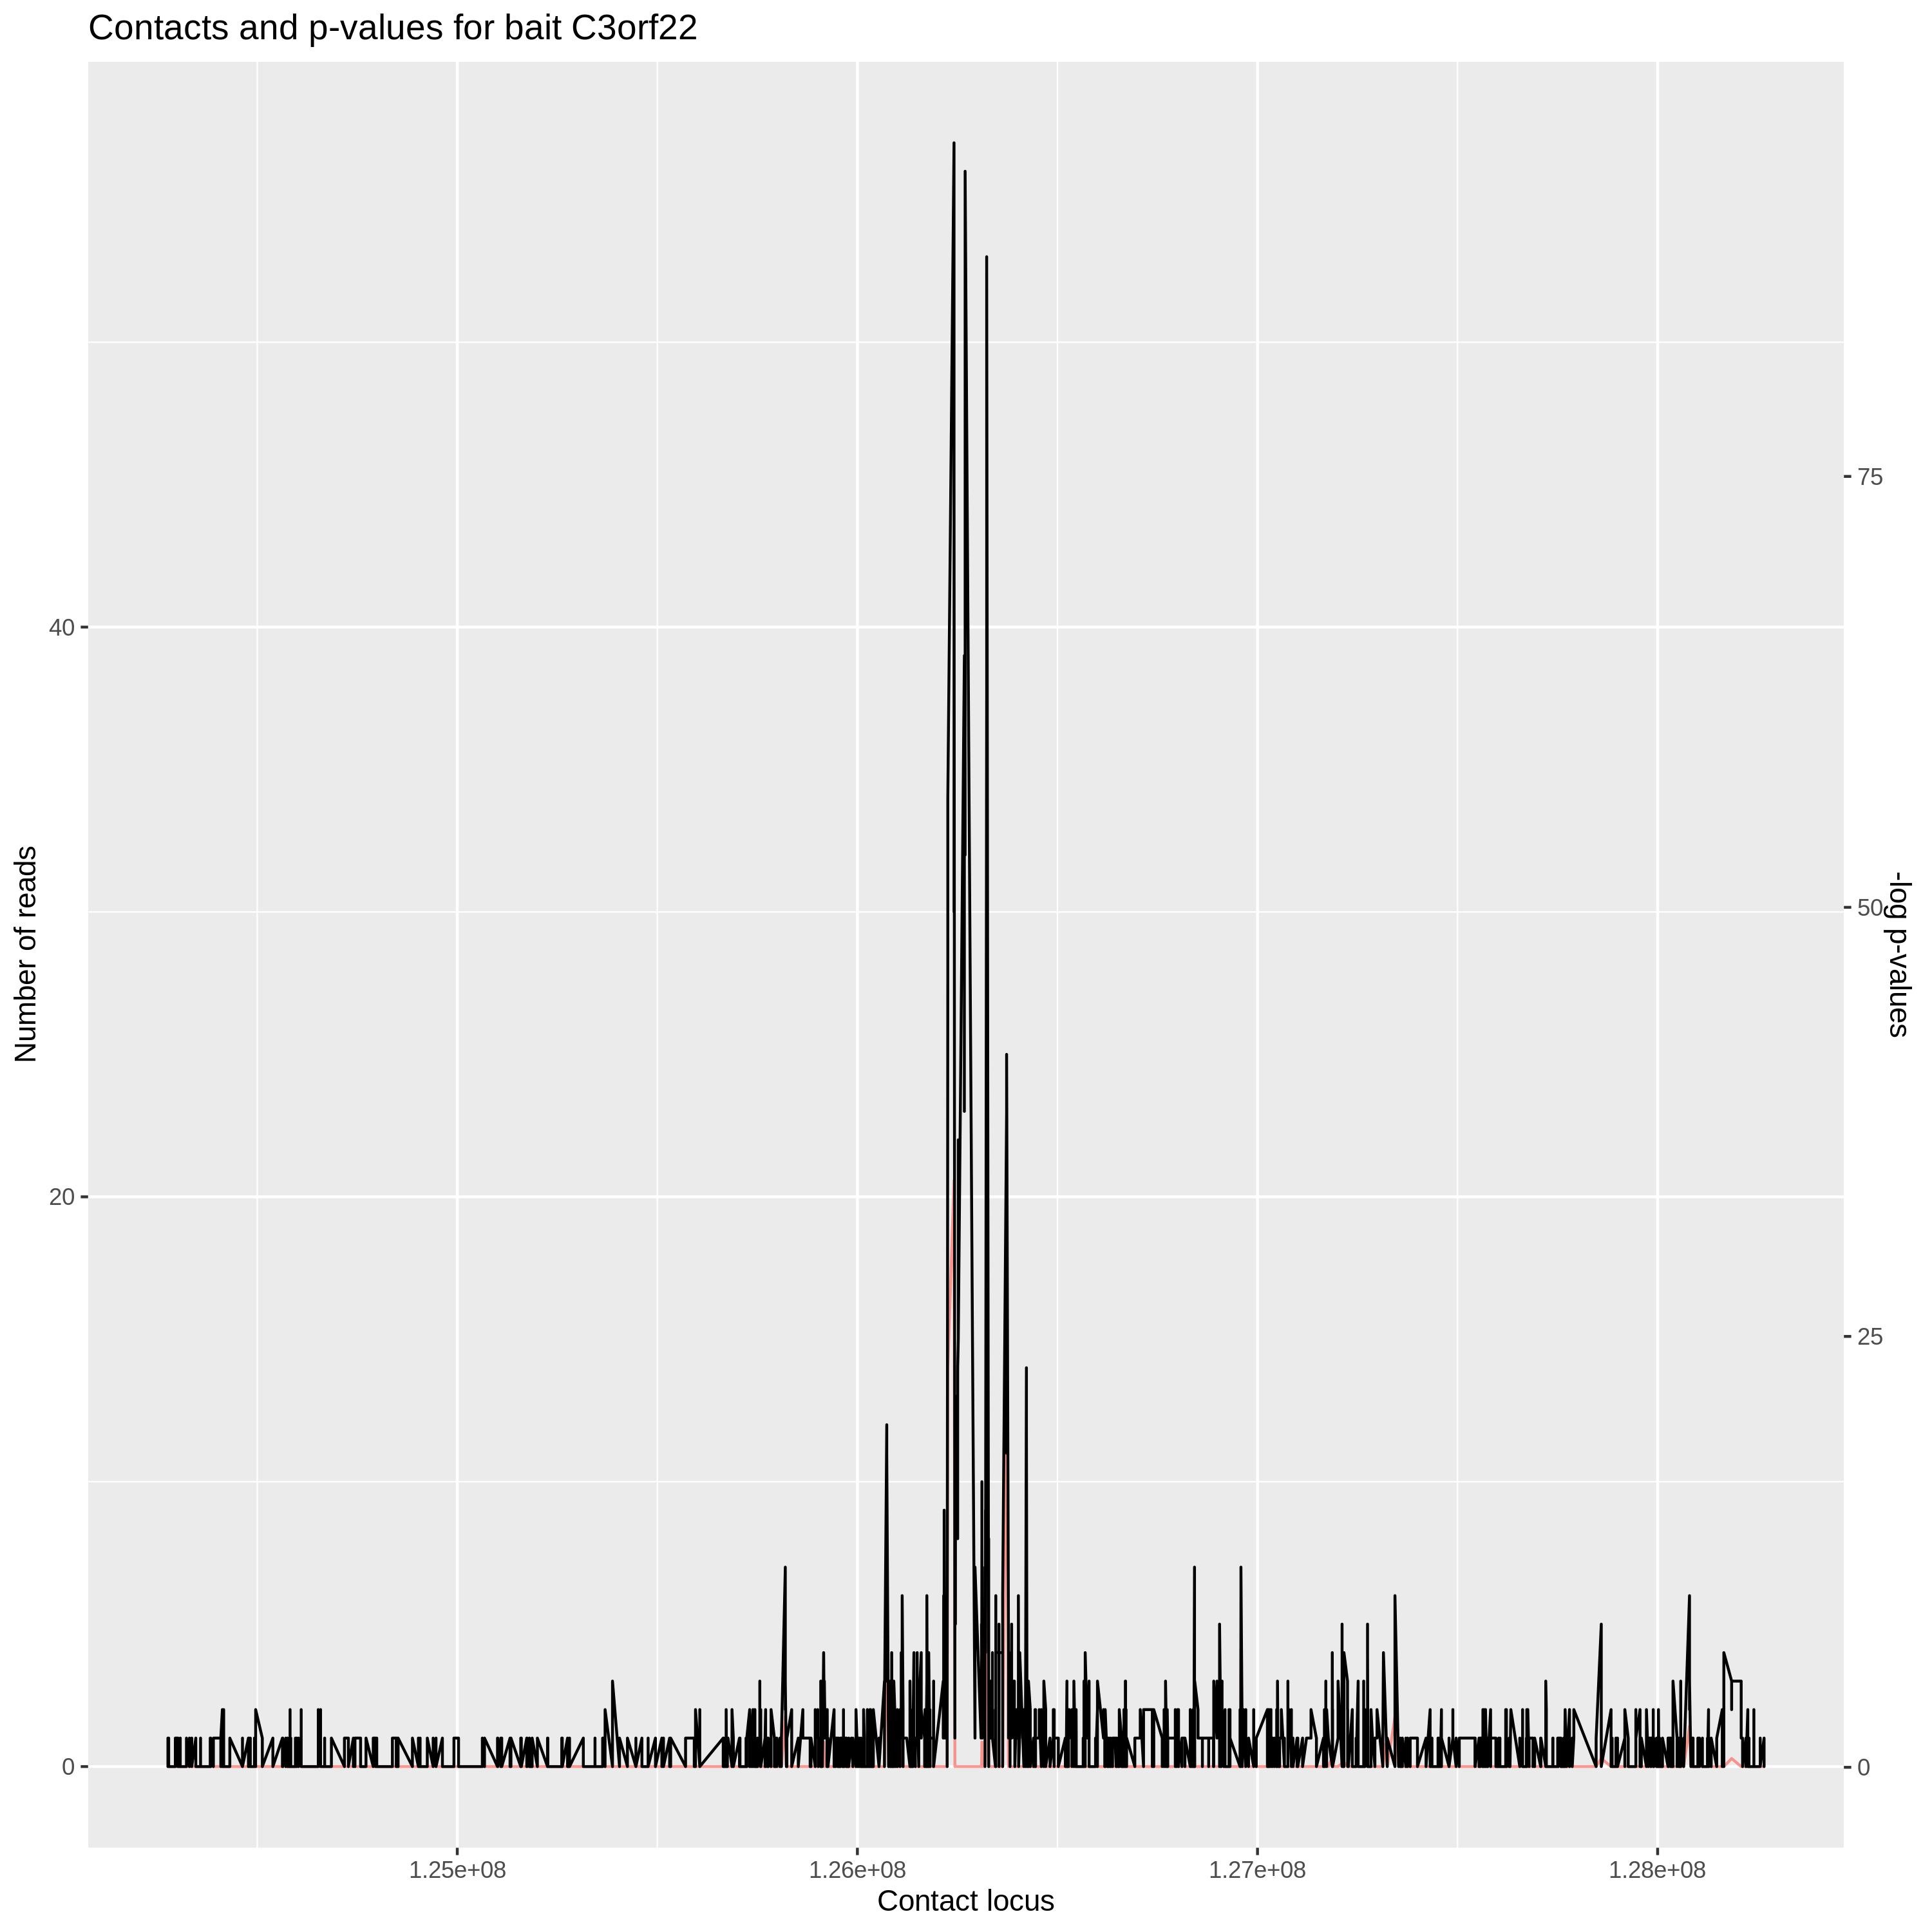 Contacts and p-values for bait C3orf22
Number of reads
40
20
0
75
50
25
0
-log p-values
1.25e+08
1.26e+08
1.27e+08
1.28e+08
Contact locus